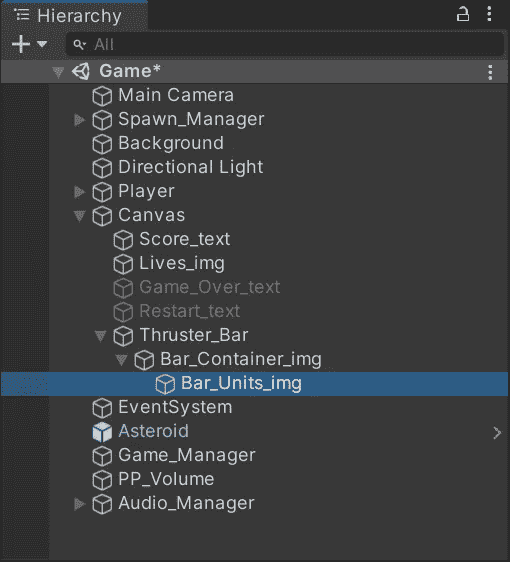 Hierarchy
All
Game*
Main Camera
Spawn_Manager
Background
Directional Light
Player
Canvas
Score_text
Lives_img
Game_Over_text
Restart_text
Thruster_Bar
Bar_Container_img
Bar_Units_img
EventSystem
Asteroid
Game_Manager
PP_Volume
Audio_Manager